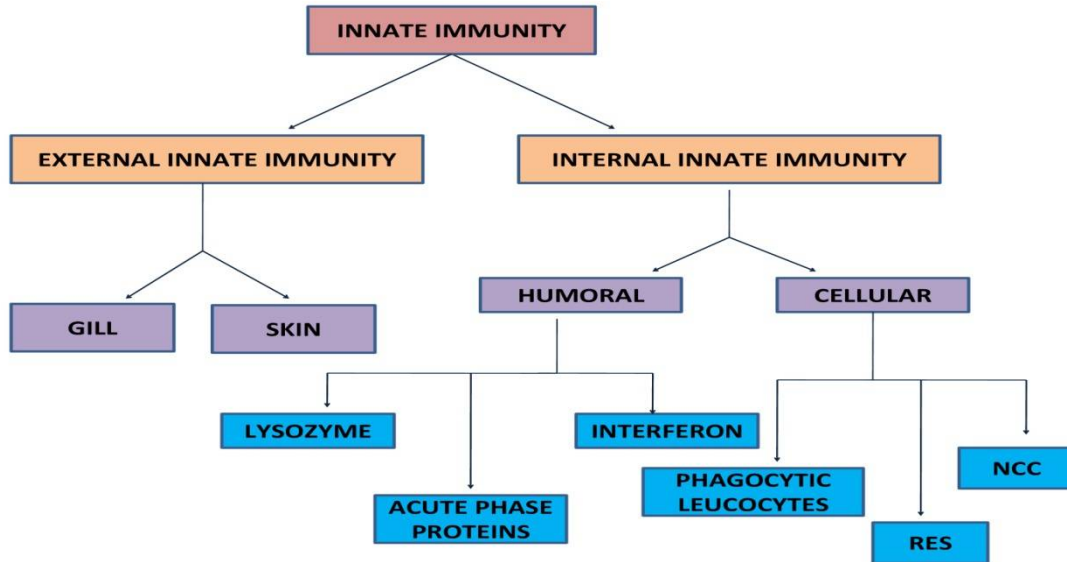 INNATE IMMUNITY
EXTERNAL INNATE IMMUNITY
INTERNAL INNATE IMMUNITY
GILL
SKIN
HUMORAL
CELLULAR
LYSOZYME
ACUTE PHASE
PROTEINS
INTERFERON
PHAGOCYTIC
LEUCOCYTES
RES
NCC